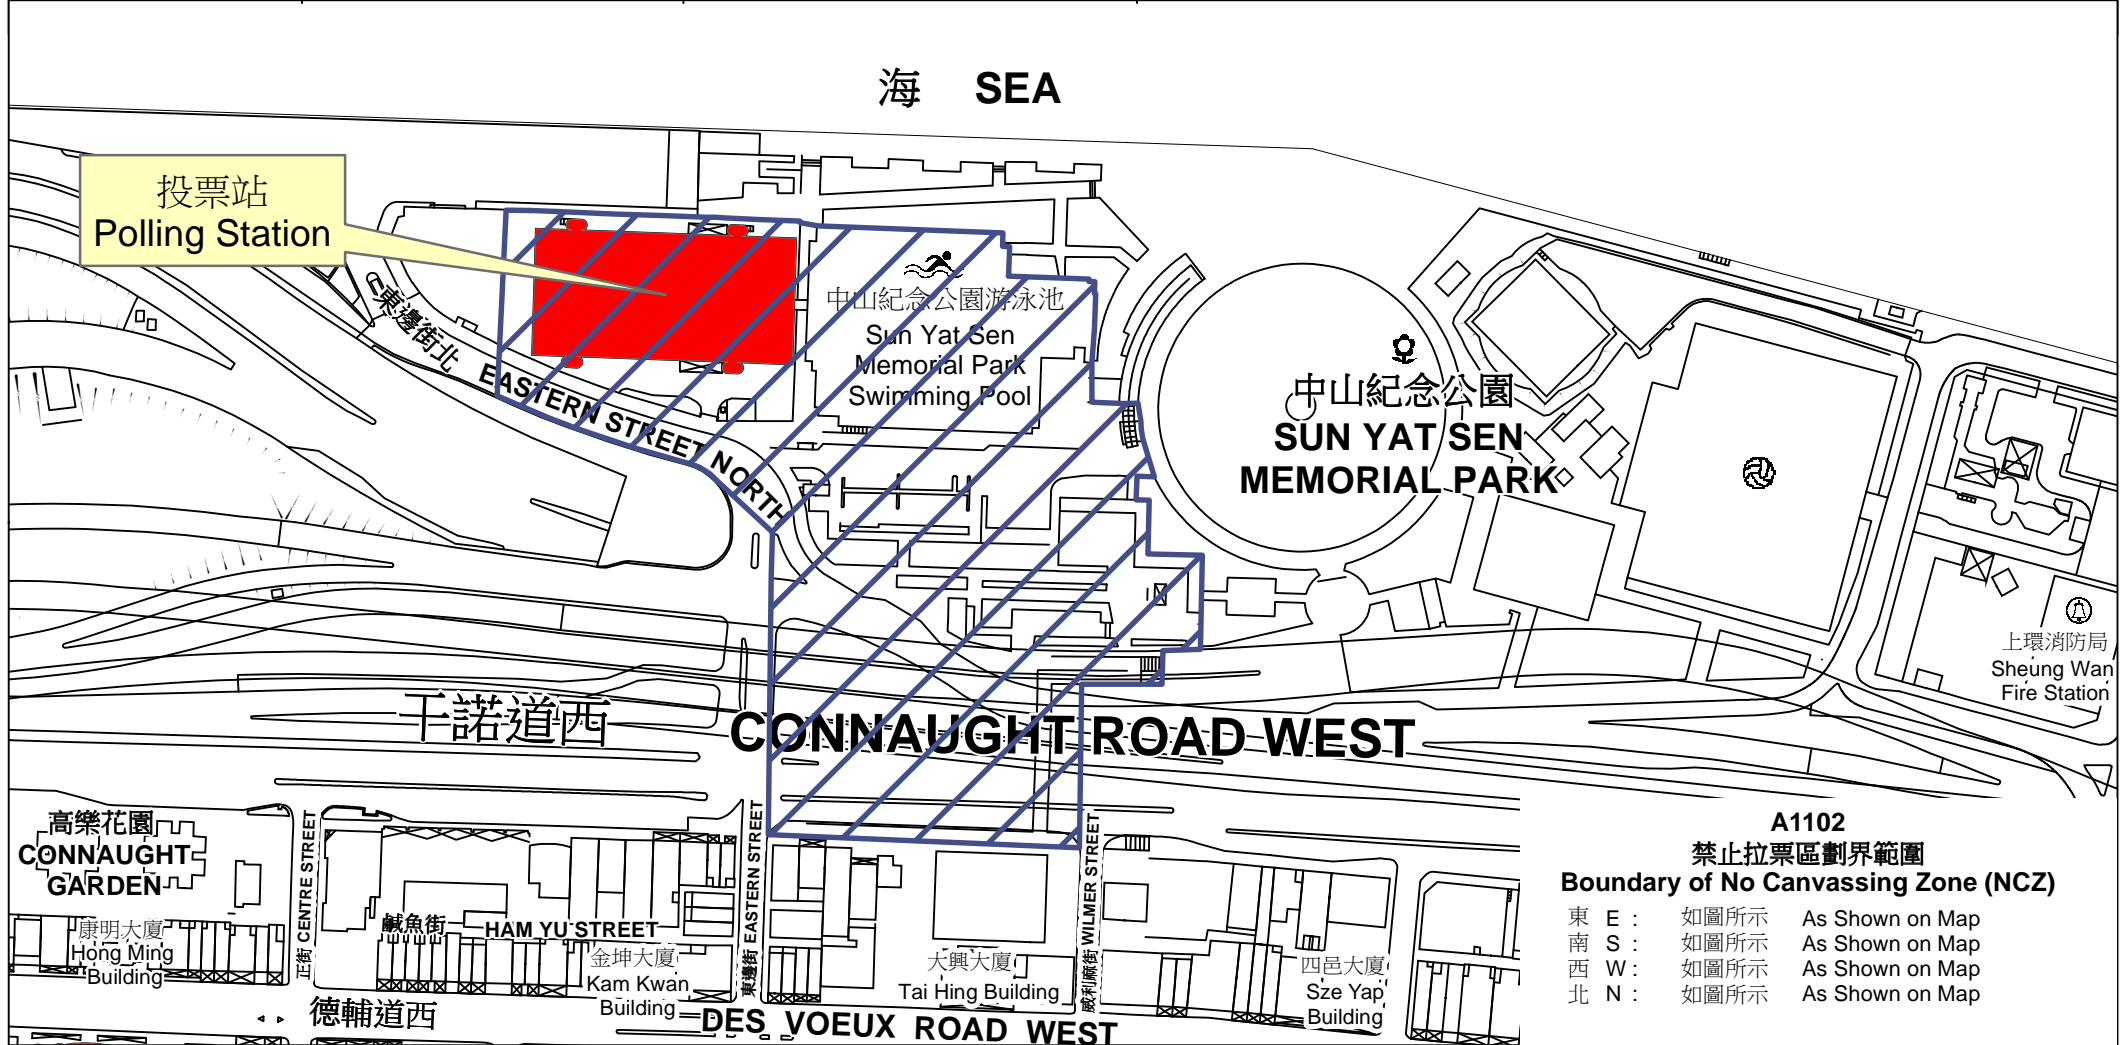 海 SEA
投票站
Polling Station
東邊街北 EASTERN STREET NORTH
中山紀念公園游泳池
Sun Yat Sen
Memorial Park
Swimming Pool
中山紀念公園
SUN YAT SEN
MEMORIAL PARK
上環消防局
Sheung Wan
Fire Station
干諾道西 CONNAUGHT ROAD WEST
高樂花園
CONNAUGHT
GARDEN
康明大廈
Hong Ming
Building
正街 CENTRE STREET
鹹魚街 HAM YU STREET
金坤大廈
Kam Kwan
Building
東邊街 EASTERN STREET
大興大廈
Tai Hing Building
威利麻街 WILMER STREET
四邑大廈
Sze Yap
Building
德輔道西 DES VOEUX ROAD WEST
A1102
禁止拉票區劃界範圍
Boundary of No Canvassing Zone (NCZ)
東 E : 如圖所示 As Shown on Map
南 S : 如圖所示 As Shown on Map
西 W : 如圖所示 As Shown on Map
北 N : 如圖所示 As Shown on Map